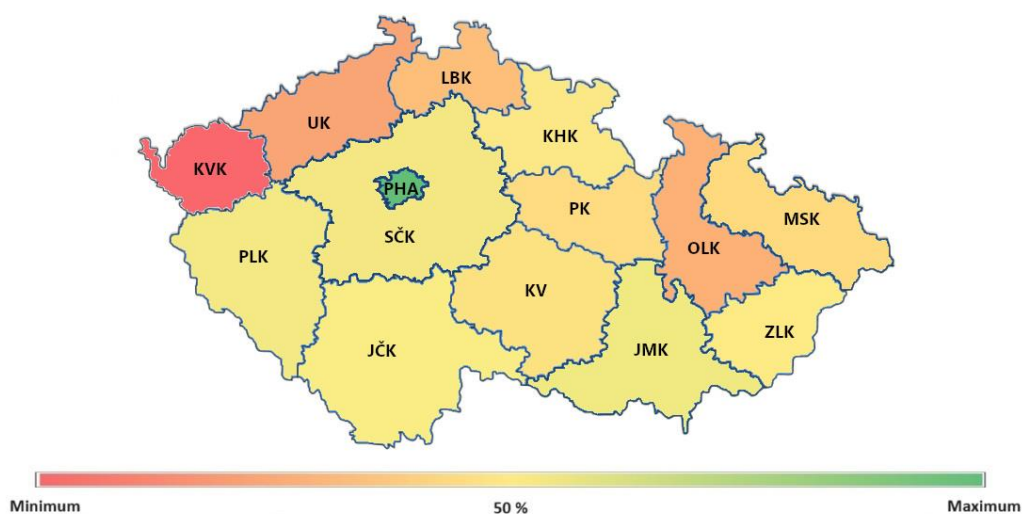 LBK
UK
KHK
KVK
PHA
PK
MSK
SČK
OLK
PLK
KV
ZLK
JČK
JMK
Minimum
50 %
Maximum